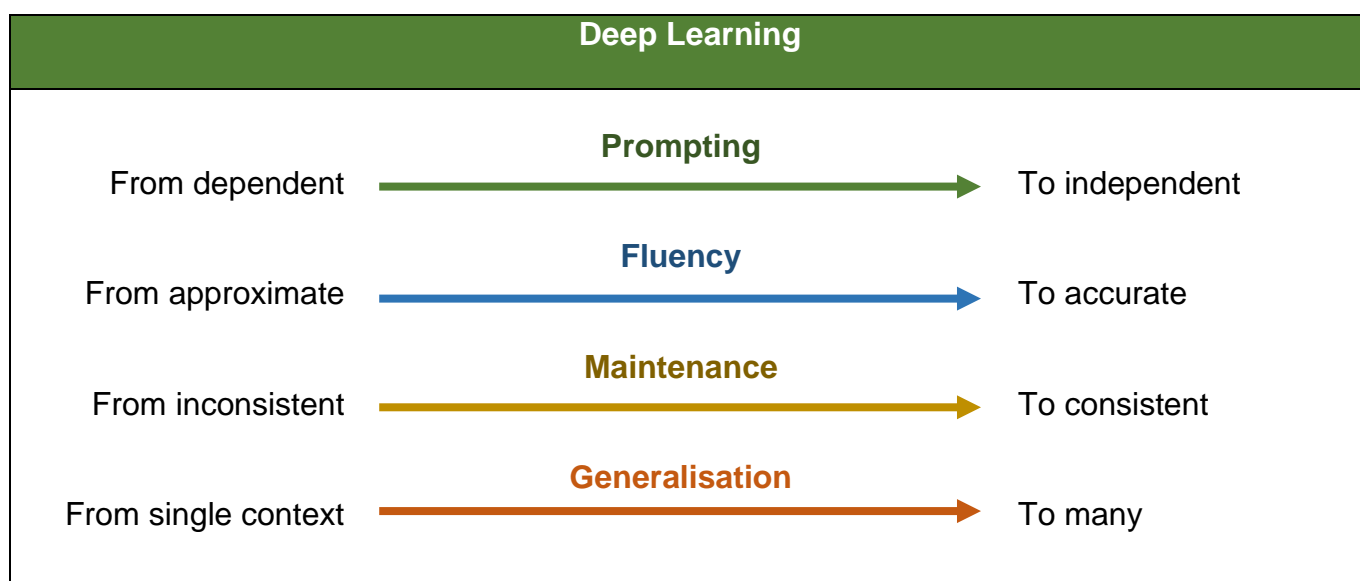 Deep Learning
Prompting
From dependent To independent
Fluency
From approximate To accurate
Maintenance
From inconsistent To consistent
Generalisation
From single context To many